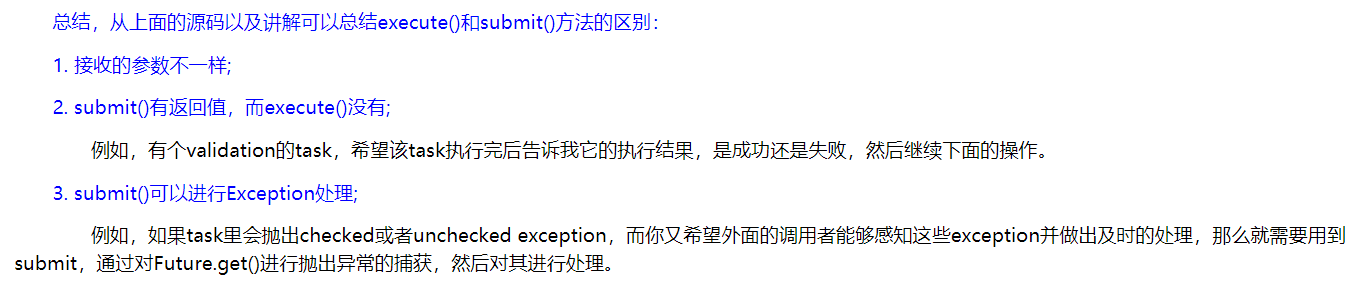 总结，从上面的源码以及讲解可以总结execute()和submit()方法的区别：
1. 接收的参数不一样;
2. submit()有返回值，而execute()没有;
例如，有个validation的task，希望该task执行完后告诉我它的执行结果，是成功还是失败，然后继续下面的操作。
3. submit()可以进行Exception处理;
例如，如果task里会抛出checked或者unchecked exception，而你又希望外面的调用者能够感知这些exception并做出及时的处理，那么就需要用到
submit，通过对Future.get()进行抛出异常的捕获，然后对其进行处理。